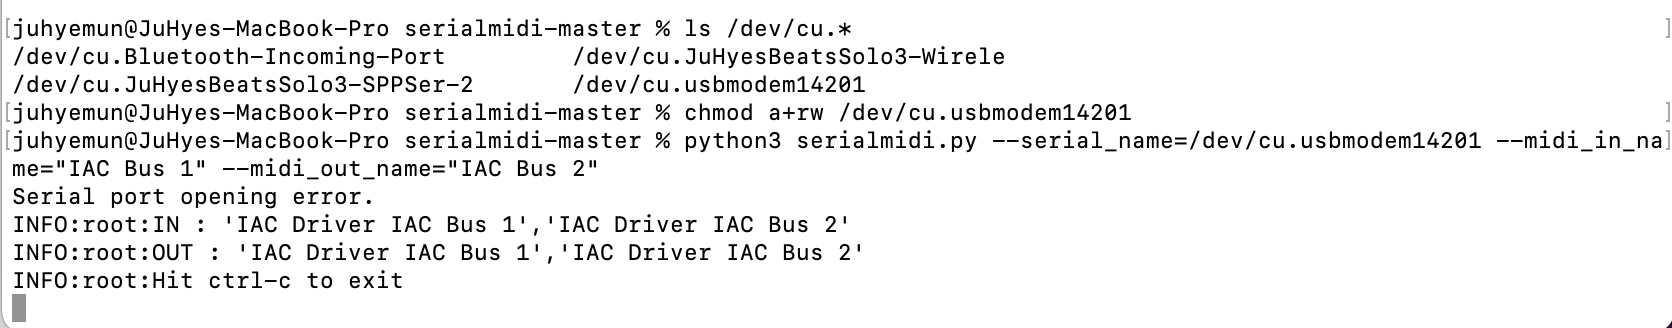 [juhyemun@JuHyes-MacBook-Pro serialmidi-master % ls /dev/cu.* ]
/dev/cu.Bluetooth-Incoming-Port /dev/cu.JuHyesBeatsSolo3-Wirele
/dev/cu.JuHyesBeatsSolo3-SPPSer-2 /dev/cu.usbmodem14201
[juhyemun@JuHyes-MacBook-Pro serialmidi-master % chmod a+rw /dev/cu.usbmodem14201 ]
[juhyemun@JuHyes-MacBook-Pro serialmidi-master % python3 serialmidi.py --serial_name=/dev/cu.usbmodem14201 --midi_in_na]
me="IAC Bus 1" --midi_out_name="IAC Bus 2"
Serial port opening error.
INFO:root:IN : 'IAC Driver IAC Bus 1','IAC Driver IAC Bus 2'
INFO:root:OUT : 'IAC Driver IAC Bus 1','IAC Driver IAC Bus 2'
INFO:root:Hit ctrl-c to exit